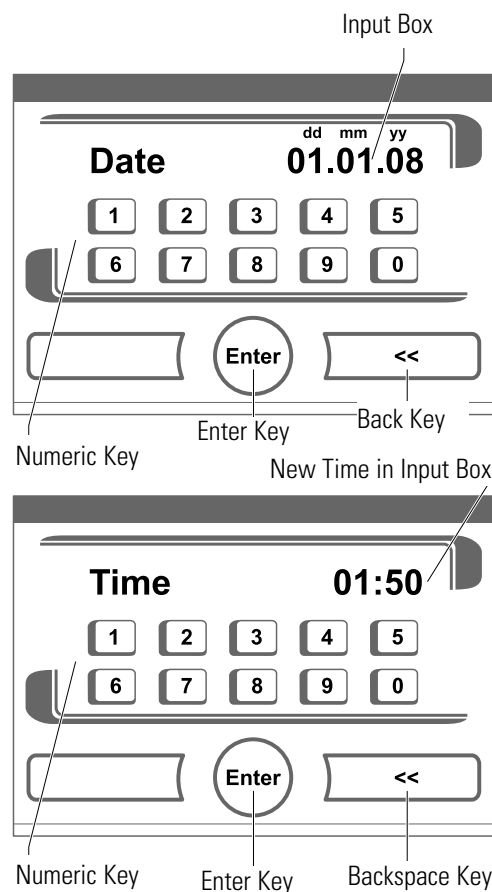 Input Box
dd mm yy
Date 01.01.08
1 2 3 4 5
6 7 8 9 0
Enter <<
Enter Key Back Key
Numeric Key
New Time in Input Box
Time 01:50
1 2 3 4 5
6 7 8 9 0
Enter <<
Numeric Key Enter Key Backspace Key